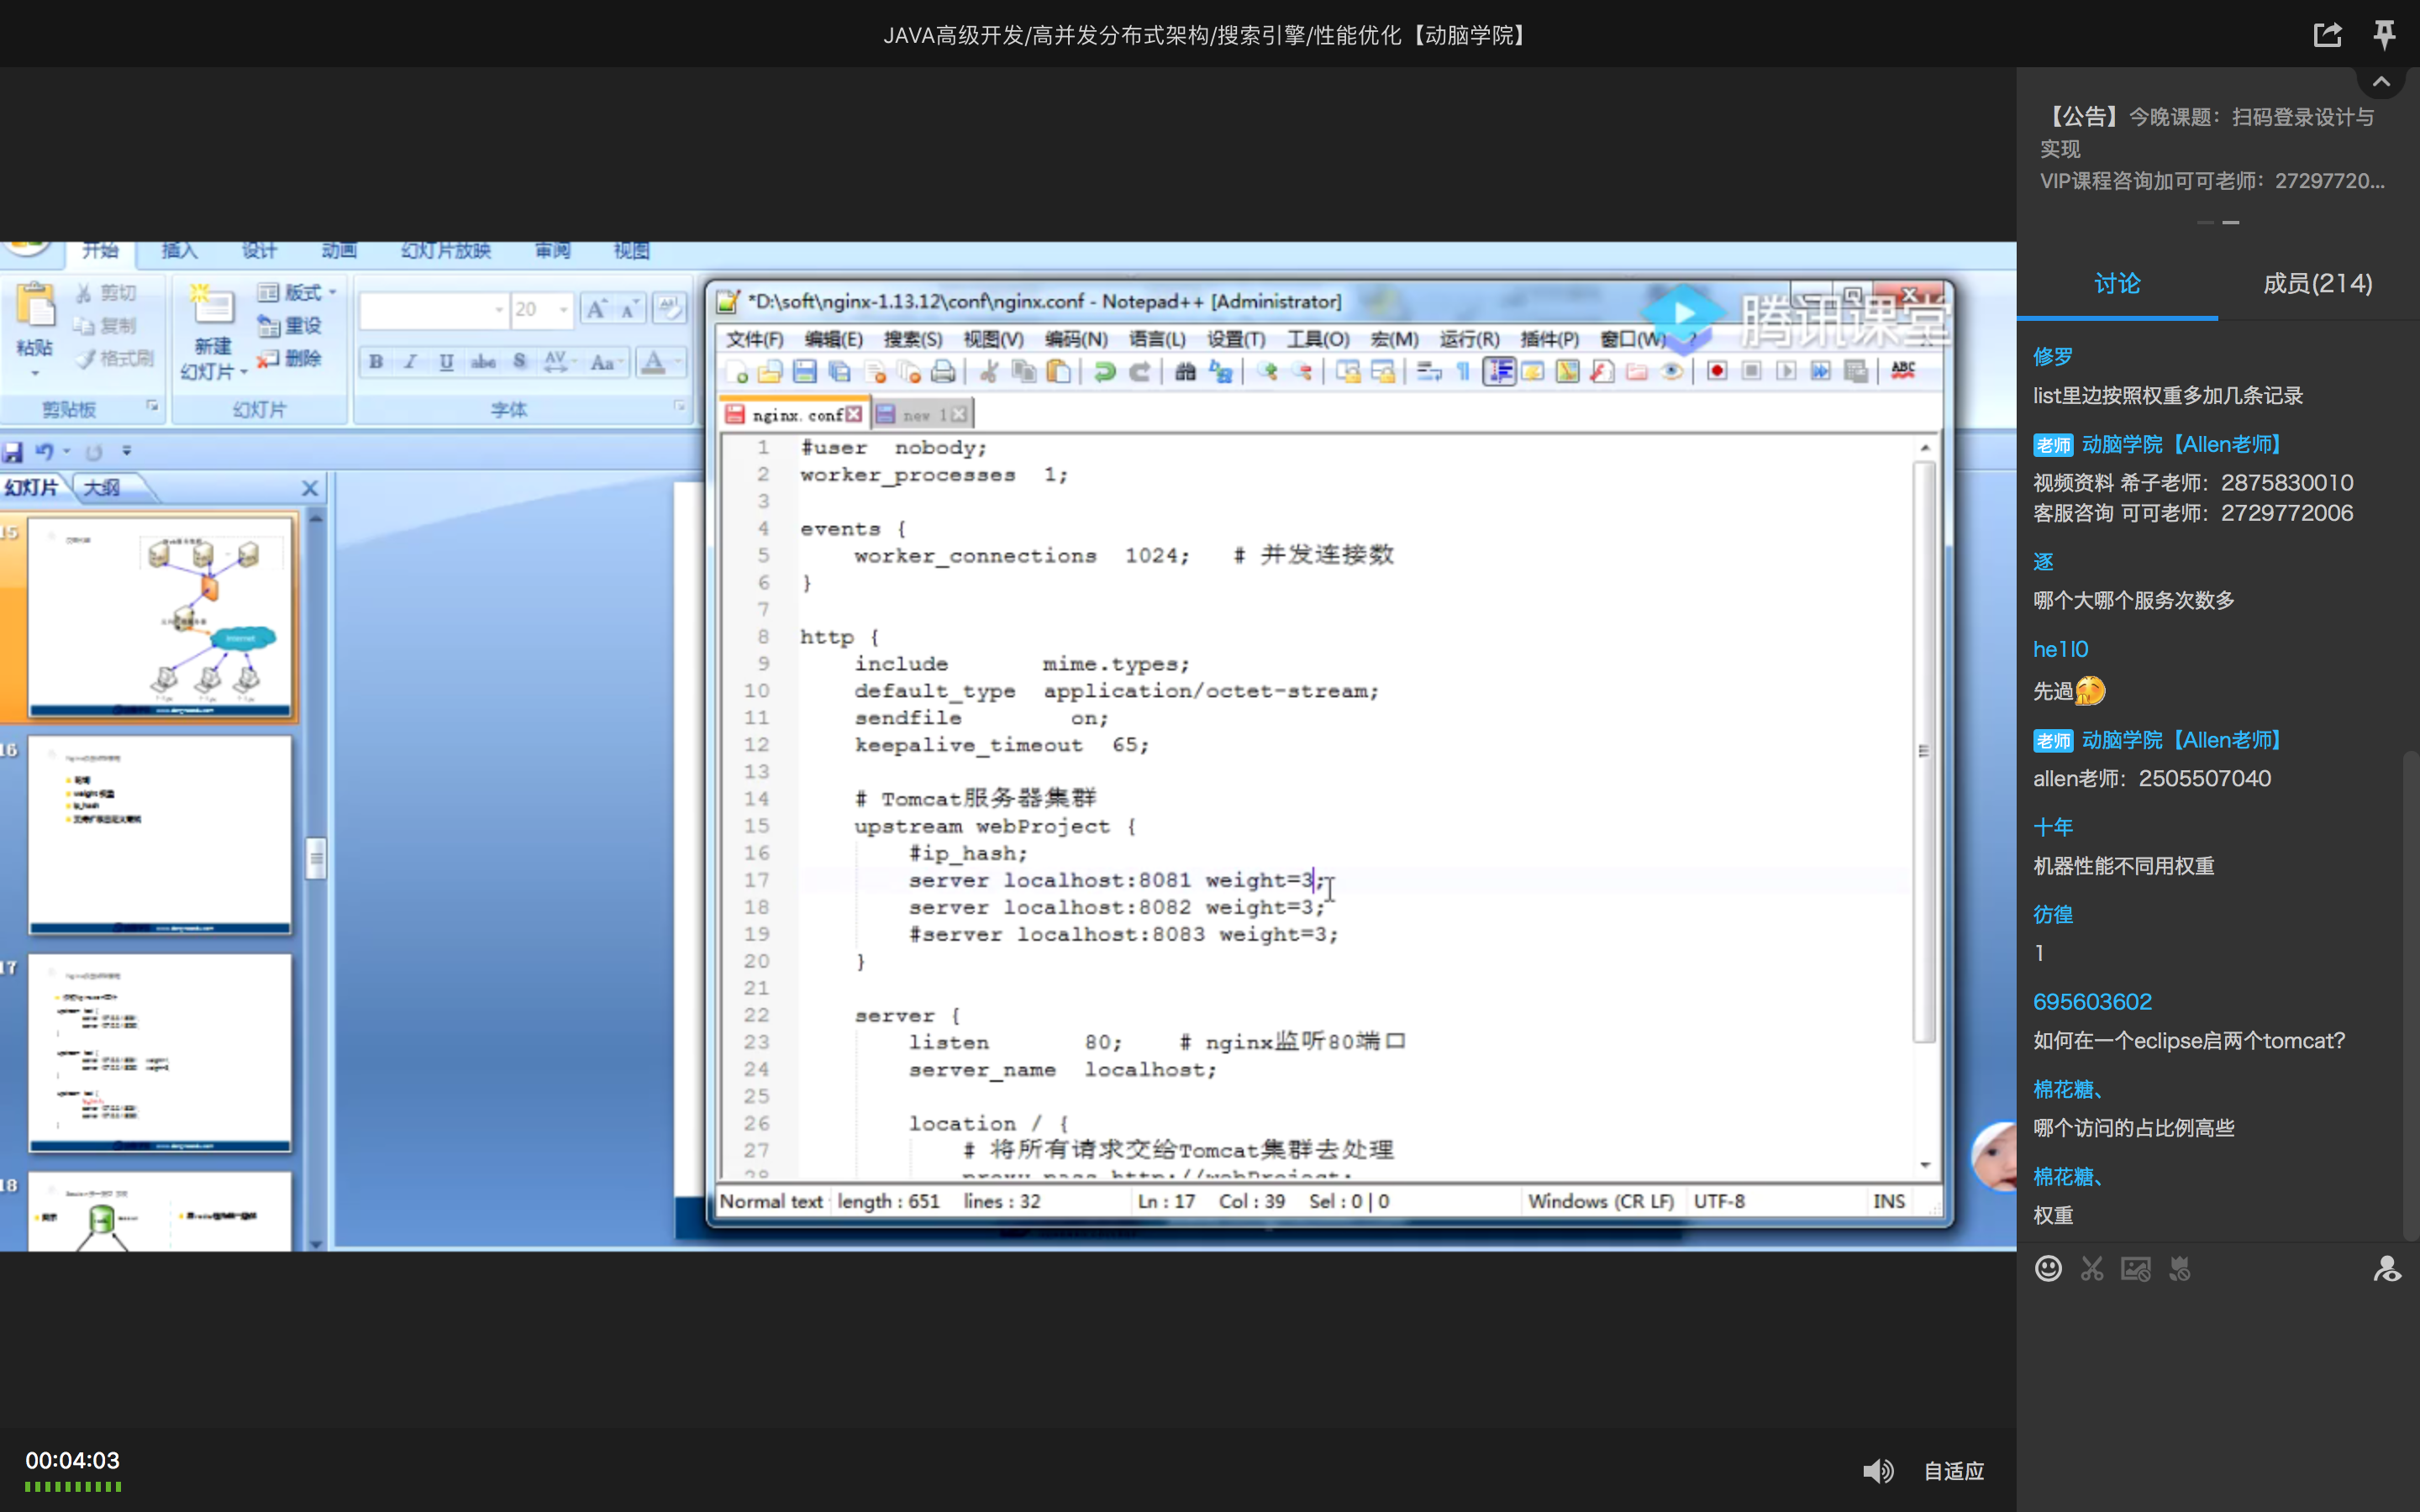 JAVA高级开发/高并发分布式架构/搜索引擎/性能优化【动脑学院】
【公告】今晚课题：扫码登录设计与
实现
VIP课程咨询加可可老师：27297720...
讨论
成员(214)
修罗
list里边按照权重多加几条记录
老师 动脑学院【Allen老师】
视频资料 希子老师：2875830010
客服咨询 可可老师：2729772006
逐
哪个大哪个服务次数多
he1l0
先過
老师 动脑学院【Allen老师】
allen老师：2505507040
十年
机器性能不同用权重
彷徨
1
695603602
如何在一个eclipse启两个tomcat?
棉花糖、
哪个访问的占比例高些
棉花糖、
权重
开始 插入 设计 动画 幻灯片放映 审阅 视图
粘贴
剪切
复制
格式刷
剪贴板
新建
幻灯片
版式
重设
删除
幻灯片
20
字体
幻灯片 大纲
15
16
weight 权重
ip_hash
17
18
*D:\soft\nginx-1.13.12\conf\nginx.conf - Notepad++ [Administrator]
腾讯课堂
文件(F) 编辑(E) 搜索(S) 视图(V) 编码(N) 语言(L) 设置(T) 工具(O) 宏(M) 运行(R) 插件(P) 窗口(W)
nginx.conf new 1
1 #user  nobody;
2 worker_processes  1;
3
4 events {
5 worker_connections  1024;   # 并发连接数
6 }
7
8 http {
9 include       mime.types;
10 default_type  application/octet-stream;
11 sendfile        on;
12 keepalive_timeout  65;
13
14 # Tomcat服务器集群
15 upstream webProject {
16 #ip_hash;
17 server localhost:8081 weight=3;
18 server localhost:8082 weight=3;
19 #server localhost:8083 weight=3;
20 }
21
22 server {
23 listen       80;    # nginx监听80端口
24 server_name  localhost;
25
26 location / {
27 # 将所有请求交给Tomcat集群去处理
28 proxy_pass http://webProject;
Normal text length : 651 lines : 32 Ln : 17 Col : 39 Sel : 0 | 0 Windows (CR LF) UTF-8 INS
00:04:03
自适应